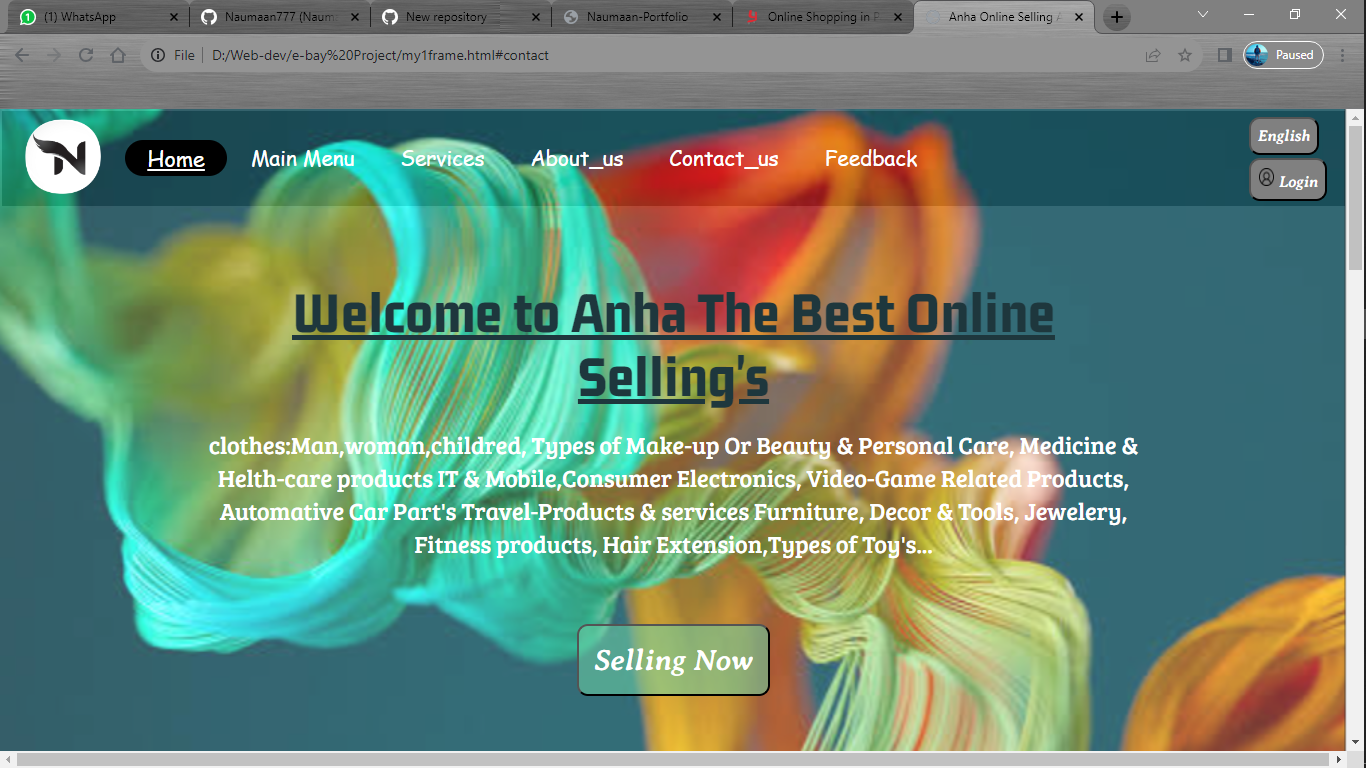 (1) WhatsApp
Naumaan777 (Naum
New repository
Naumaan-Portfolio
Online Shopping in P
Anha Online Selling A
File
D:/Web-dev/e-bay%20Project/my1frame.html#contact
Paused
N
Home
Main Menu
Services
About_us
Contact_us
Feedback
English
Login
Welcome to Anha The Best Online
Selling's
clothes:Man,woman,childred, Types of Make-up Or Beauty & Personal Care, Medicine &
Helth-care products IT & Mobile,Consumer Electronics, Video-Game Related Products,
Automative Car Part's Travel-Products & services Furniture, Decor & Tools, Jewelery,
Fitness products, Hair Extension,Types of Toy's...
Selling Now